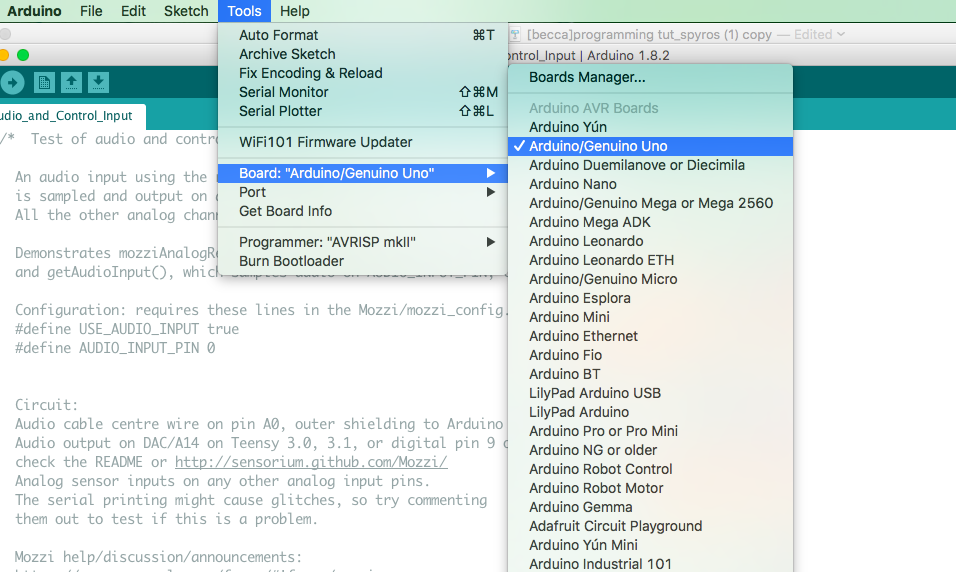 Arduino File Edit Sketch Tools Help
[becca]programming tut_spyros (1) copy — Edited
ontrol_Input | Arduino 1.8.2
udio_and_Control_Input
Auto Format ⌘T
Archive Sketch
Fix Encoding & Reload
Serial Monitor ⇧⌘M
Serial Plotter ⇧⌘L
WiFi101 Firmware Updater
Board: "Arduino/Genuino Uno"
Port
Get Board Info
Programmer: "AVRISP mkII"
Burn Bootloader
Boards Manager...
Arduino AVR Boards
Arduino Yún
✓ Arduino/Genuino Uno
Arduino Duemilanove or Diecimila
Arduino Nano
Arduino/Genuino Mega or Mega 2560
Arduino Mega ADK
Arduino Leonardo
Arduino Leonardo ETH
Arduino/Genuino Micro
Arduino Esplora
Arduino Mini
Arduino Ethernet
Arduino Fio
Arduino BT
LilyPad Arduino USB
LilyPad Arduino
Arduino Pro or Pro Mini
Arduino NG or older
Arduino Robot Control
Arduino Robot Motor
Arduino Gemma
Adafruit Circuit Playground
Arduino Yún Mini
Arduino Industrial 101
/* Test of audio and contro
An audio input using the
is sampled and output on
All the other analog chan
Demonstrates mozziAnalogRe
and getAudioInput(), which samples audio on AUDIO_INPUT_PIN,
Configuration: requires these lines in the Mozzi/mozzi_config.
#define USE_AUDIO_INPUT true
#define AUDIO_INPUT_PIN 0
Circuit:
Audio cable centre wire on pin A0, outer shielding to Arduino
Audio output on DAC/A14 on Teensy 3.0, 3.1, or digital pin 9
check the README or http://sensorium.github.com/Mozzi/
Analog sensor inputs on any other analog input pins.
The serial printing might cause glitches, so try commenting
them out to test if this is a problem.
Mozzi help/discussion/announcements: